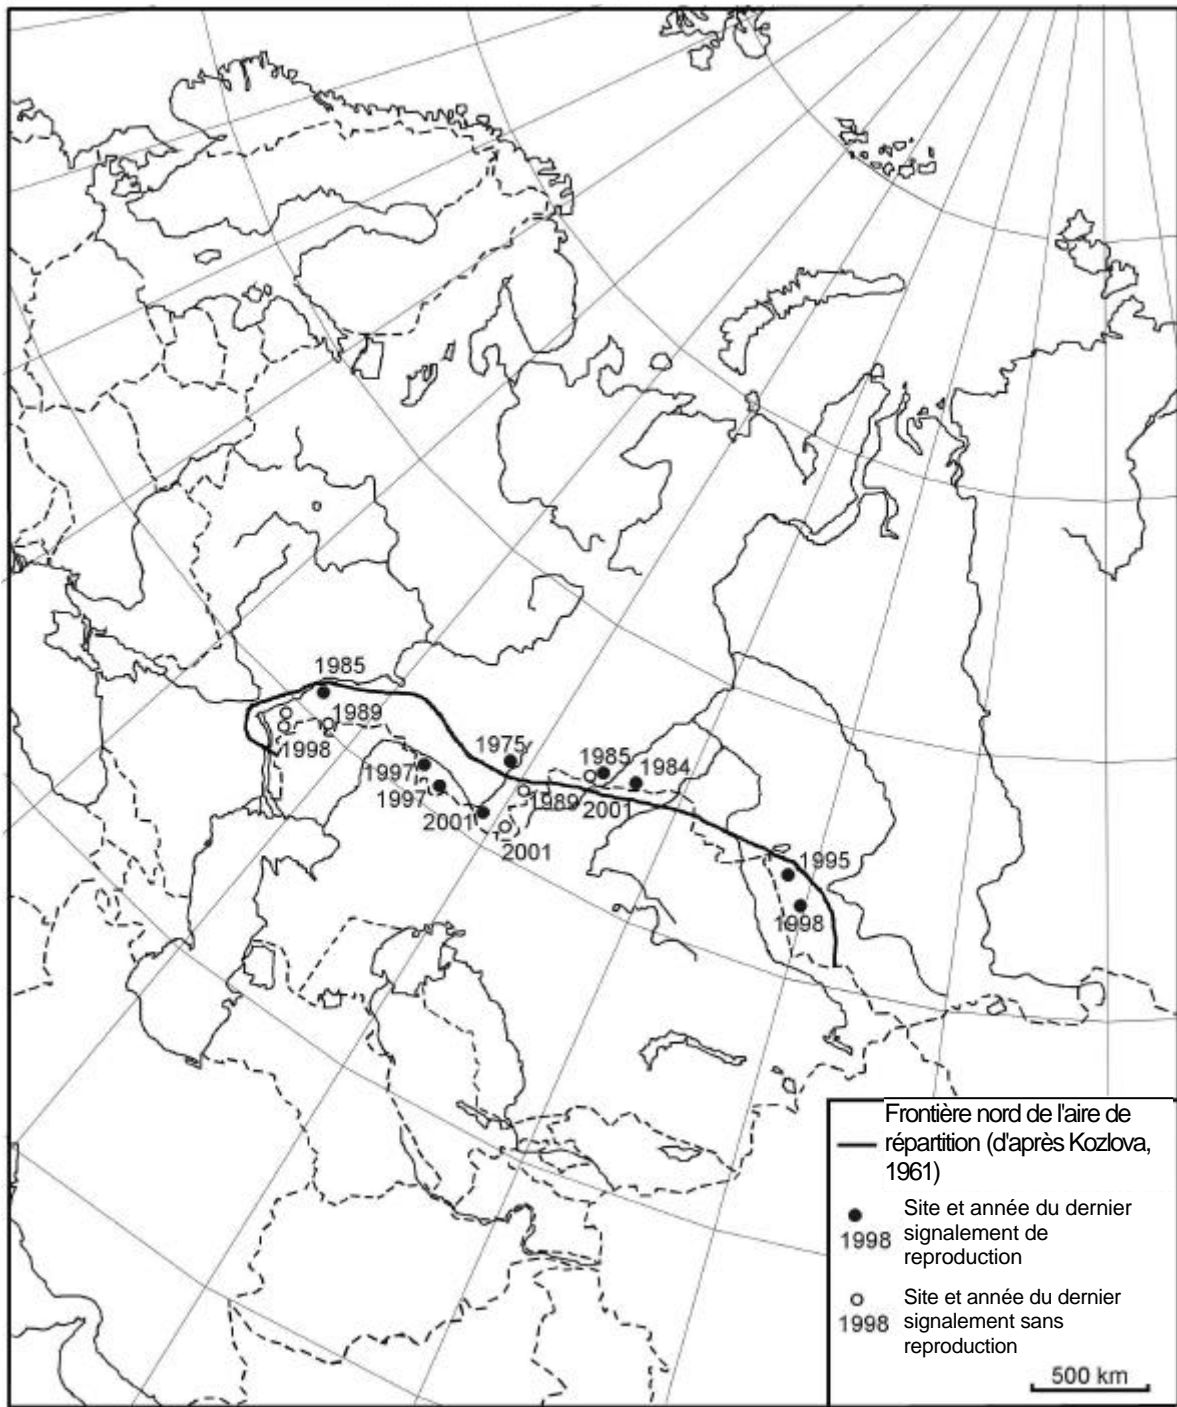 1985
1989
1998
1975
1997
1997
2001
1989
2001
1985
1984
2001
1995
1998
Frontière nord de l'aire de
répartition (d'après Kozlova,
1961)
Site et année du dernier
signalement de
1998
reproduction
Site et année du dernier
signalement sans
1998
reproduction
500 km